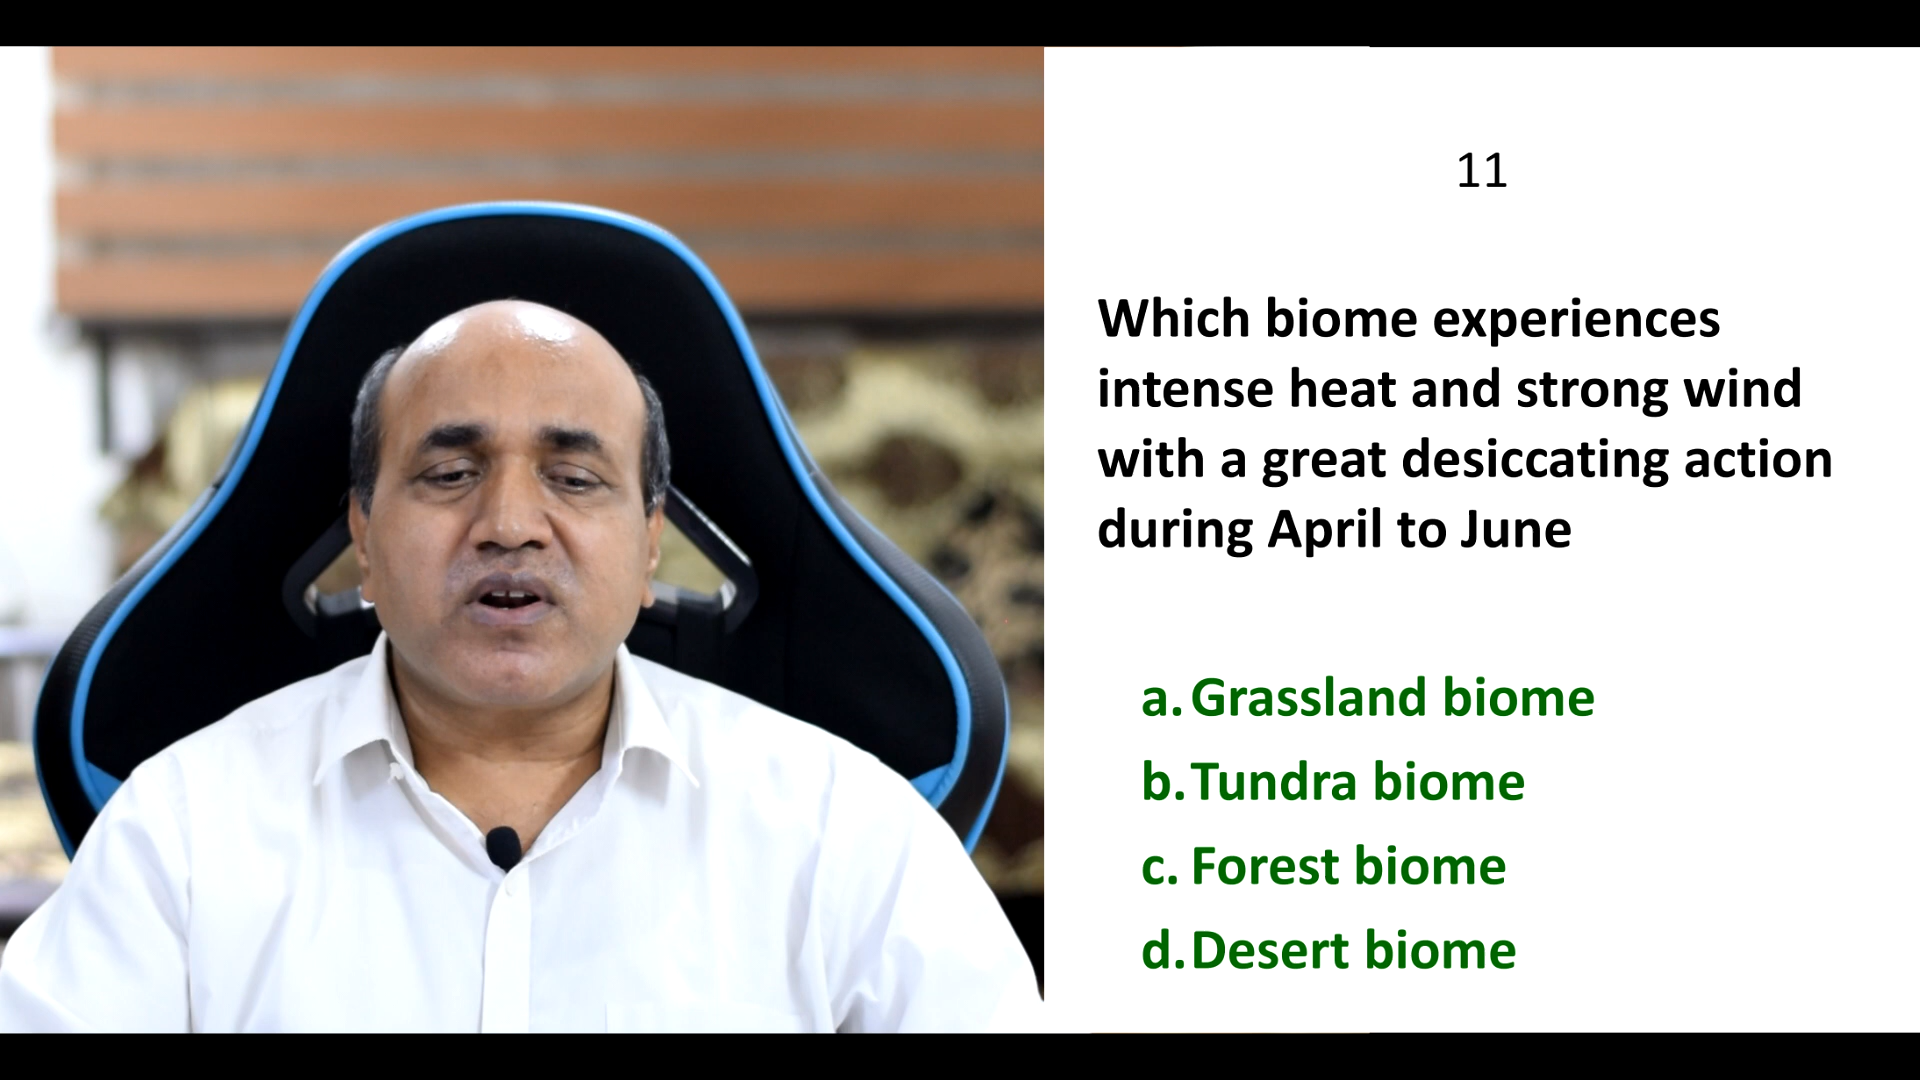 11
Which biome experiences
intense heat and strong wind
with a great desiccating action
during April to June
a. Grassland biome
b. Tundra biome
c. Forest biome
d. Desert biome